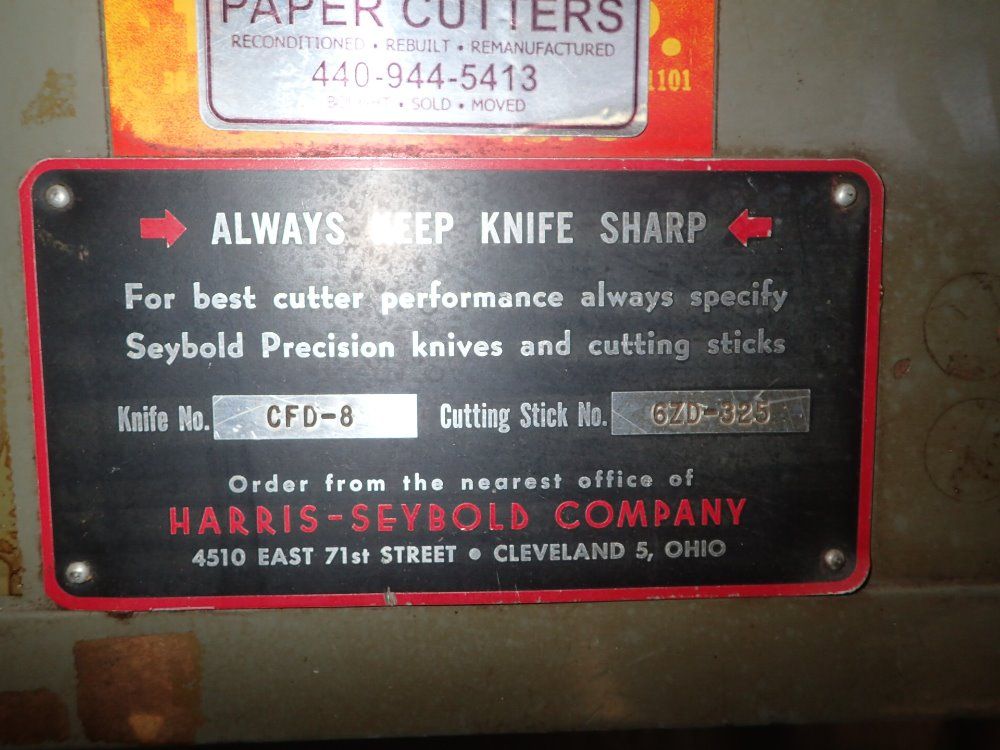 PAPER CUTTERS
RECONDITIONED • REBUILT • REMANUFACTURED
440-944-5413
BOUGHT • SOLD • MOVED
1101
ALWAYS KEEP KNIFE SHARP
For best cutter performance always specify
Seybold Precision knives and cutting sticks
Knife No. CFD-8 Cutting Stick No. 6ZD-325
Order from the nearest office of
HARRIS-SEYBOLD COMPANY
4510 EAST 71st STREET • CLEVELAND 5, OHIO